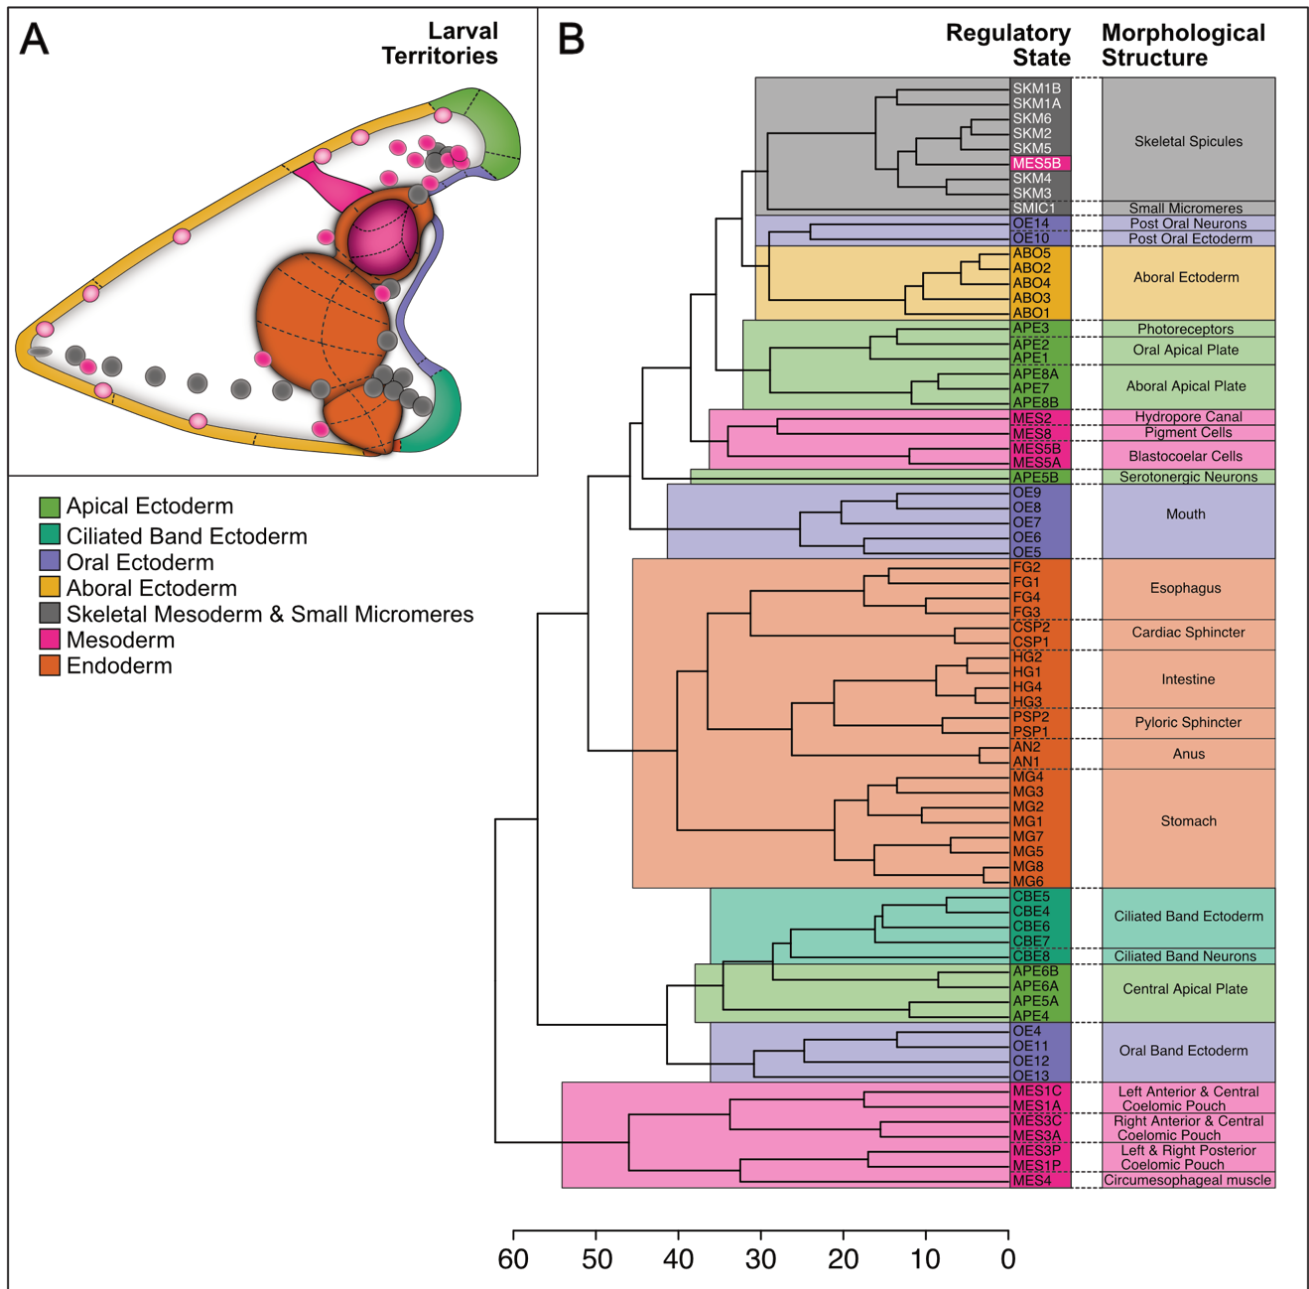 A
Larval
Territories
Apical Ectoderm
Ciliated Band Ectoderm
Oral Ectoderm
Aboral Ectoderm
Skeletal Mesoderm & Small Micromeres
Mesoderm
Endoderm
B
Regulatory
State
Morphological
Structure
SKM1B
SKM1A
SKM6
SKM2
SKM5
MES5B
SKM4
SKM3
SMIC1
OE14
OE10
ABO5
ABO2
ABO4
ABO3
ABO1
APE3
APE2
APE1
APE8A
APE7
APE8B
MES2
MES8
MES5B
MES5A
APE5B
OE9
OE8
OE7
OE6
OE5
FG2
FG1
FG4
FG3
CSP2
CSP1
HG2
HG1
HG4
HG3
PSP2
PSP1
AN2
AN1
MG4
MG3
MG2
MG1
MG7
MG5
MG8
MG6
CBE5
CBE4
CBE6
CBE7
CBE8
APE6B
APE6A
APE5A
APE4
OE4
OE11
OE12
OE13
MES1C
MES1A
MES3C
MES3A
MES3P
MES1P
MES4
Skeletal Spicules
Small Micromeres
Post Oral Neurons
Post Oral Ectoderm
Aboral Ectoderm
Photoreceptors
Oral Apical Plate
Aboral Apical Plate
Hydropore Canal
Pigment Cells
Blastocoelar Cells
Serotonergic Neurons
Mouth
Esophagus
Cardiac Sphincter
Intestine
Pyloric Sphincter
Anus
Stomach
Ciliated Band Ectoderm
Ciliated Band Neurons
Central Apical Plate
Oral Band Ectoderm
Left Anterior & Central
Coelomic Pouch
Right Anterior & Central
Coelomic Pouch
Left & Right Posterior
Coelomic Pouch
Circumesophageal muscle
60 50 40 30 20 10 0